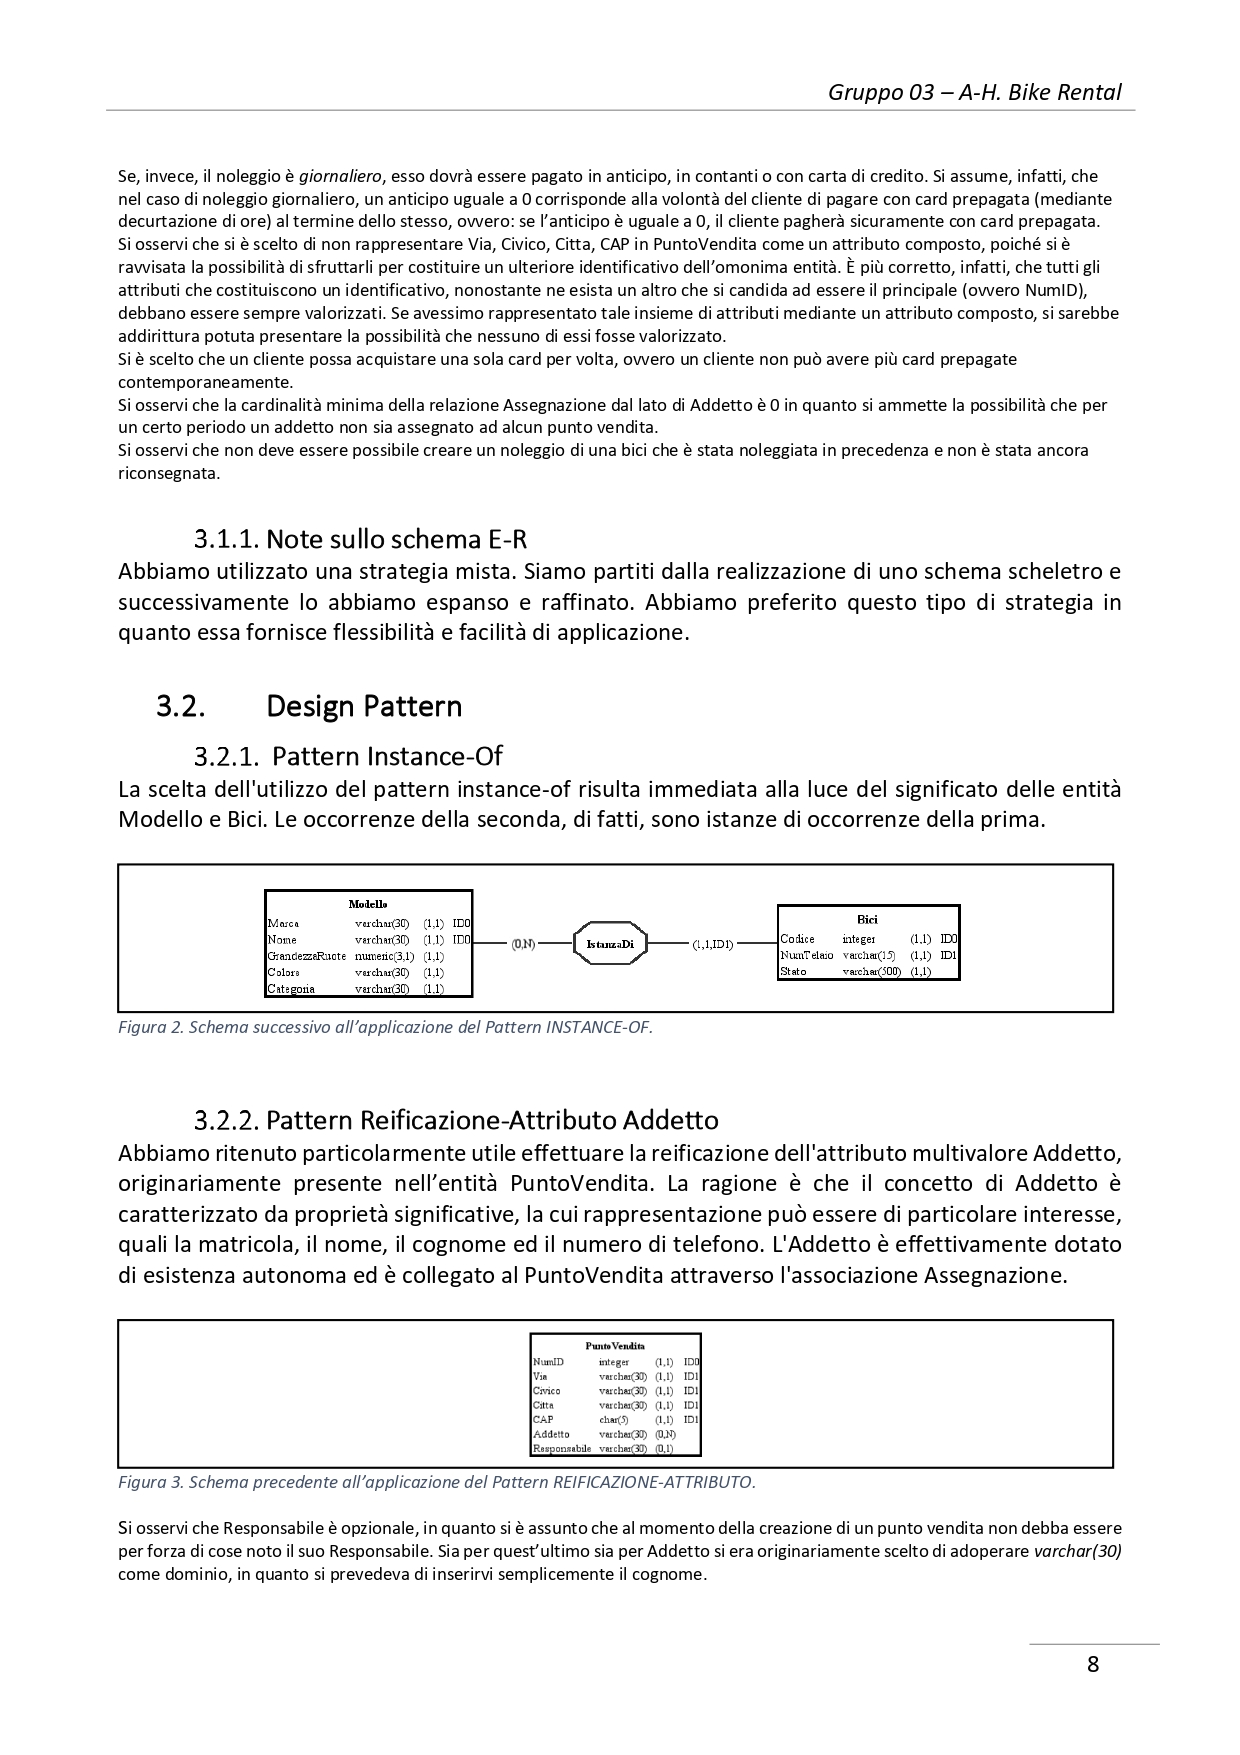 Gruppo 03 – A-H. Bike Rental
Se, invece, il noleggio è giornaliero, esso dovrà essere pagato in anticipo, in contanti o con carta di credito. Si assume, infatti, che
nel caso di noleggio giornaliero, un anticipo uguale a 0 corrisponde alla volontà del cliente di pagare con card prepagata (mediante
decurtazione di ore) al termine dello stesso, ovvero: se l’anticipo è uguale a 0, il cliente pagherà sicuramente con card prepagata.
Si osservi che si è scelto di non rappresentare Via, Civico, Citta, CAP in PuntoVendita come un attributo composto, poiché si è
ravvisata la possibilità di sfruttarli per costituire un ulteriore identificativo dell’omonima entità. È più corretto, infatti, che tutti gli
attributi che costituiscono un identificativo, nonostante ne esista un altro che si candida ad essere il principale (ovvero NumID),
debbano essere sempre valorizzati. Se avessimo rappresentato tale insieme di attributi mediante un attributo composto, si sarebbe
addirittura potuta presentare la possibilità che nessuno di essi fosse valorizzato.
Si è scelto che un cliente possa acquistare una sola card per volta, ovvero un cliente non può avere più card prepagate
contemporaneamente.
Si osservi che la cardinalità minima della relazione Assegnazione dal lato di Addetto è 0 in quanto si ammette la possibilità che per
un certo periodo un addetto non sia assegnato ad alcun punto vendita.
Si osservi che non deve essere possibile creare un noleggio di una bici che è stata noleggiata in precedenza e non è stata ancora
riconsegnata.
3.1.1. Note sullo schema E-R
Abbiamo utilizzato una strategia mista. Siamo partiti dalla realizzazione di uno schema scheletro e
successivamente lo abbiamo espanso e raffinato. Abbiamo preferito questo tipo di strategia in
quanto essa fornisce flessibilità e facilità di applicazione.
3.2. Design Pattern
3.2.1. Pattern Instance-Of
La scelta dell'utilizzo del pattern instance-of risulta immediata alla luce del significato delle entità
Modello e Bici. Le occorrenze della seconda, di fatti, sono istanze di occorrenze della prima.
Modello
Marca varchar(30) (1,1) ID0
Nome varchar(30) (1,1) ID0
GrandezzaRuote numeric(3,1) (1,1)
Colore varchar(30) (1,1)
Categoria varchar(30) (1,1)
(0,N)
IstanzaDi
(1,1,ID1)
Bici
Codice integer (1,1) ID0
NumTelaio varchar(15) (1,1) ID1
Stato varchar(500) (1,1)
Figura 2. Schema successivo all’applicazione del Pattern INSTANCE-OF.
3.2.2. Pattern Reificazione-Attributo Addetto
Abbiamo ritenuto particolarmente utile effettuare la reificazione dell'attributo multivalore Addetto,
originariamente presente nell’entità PuntoVendita. La ragione è che il concetto di Addetto è
caratterizzato da proprietà significative, la cui rappresentazione può essere di particolare interesse,
quali la matricola, il nome, il cognome ed il numero di telefono. L'Addetto è effettivamente dotato
di esistenza autonoma ed è collegato al PuntoVendita attraverso l'associazione Assegnazione.
PuntoVendita
NumID integer (1,1) ID0
Via varchar(30) (1,1) ID1
Civico varchar(30) (1,1) ID1
Citta varchar(30) (1,1) ID1
CAP char(5) (1,1) ID1
Addetto varchar(30) (0,N)
Responsabile varchar(30) (0,1)
Figura 3. Schema precedente all’applicazione del Pattern REIFICAZIONE-ATTRIBUTO.
Si osservi che Responsabile è opzionale, in quanto si è assunto che al momento della creazione di un punto vendita non debba essere
per forza di cose noto il suo Responsabile. Sia per quest’ultimo sia per Addetto si era originariamente scelto di adoperare varchar(30)
come dominio, in quanto si prevedeva di inserirvi semplicemente il cognome.
8